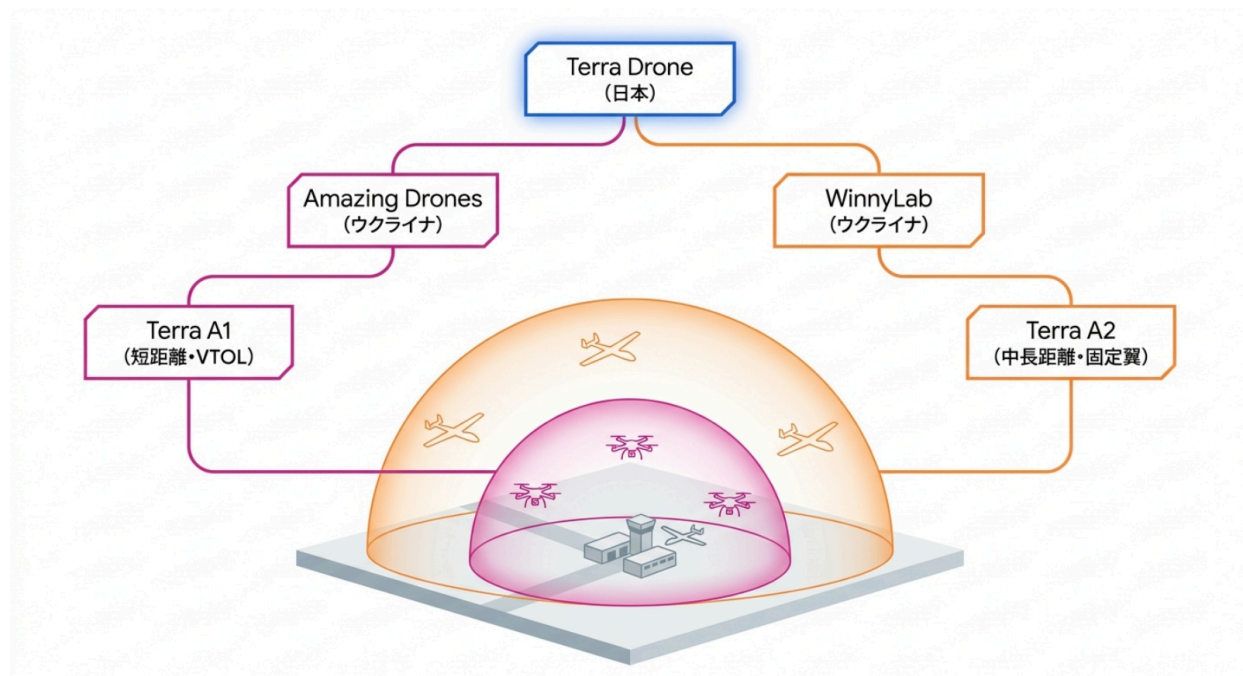 Terra Drone
（日本）
Amazing Drones
（ウクライナ）
WinnyLab
（ウクライナ）
Terra A1
（短距離・VTOL）
Terra A2
（中長距離・固定翼）